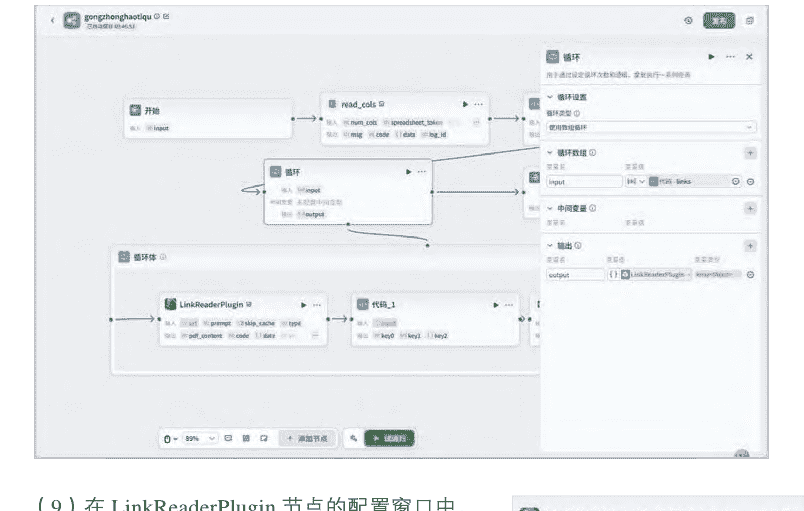 gongzhonghaotiqu
开始
输入 input
read_cols
输入 num_cols spreadsheet_token
输出 msg code data log_id
循环
输入 input
中间变量
输出 output
循环体
LinkReaderPlugin
输入 url prompt skip_cache type
输出 pdf_content code data
代码_1
输入 input
输出 key0 key1 key2
89%
添加节点
试运行
循环
用于通过设定循环次数和逻辑,重复执行一系列任务
循环设置
循环类型
使用数组循环
循环数组
变量名 变量值
input 代码 - links
中间变量
变量名 变量值
输出
变量名 变量值 变量类型
output LinkReaderPlugin -
(9)在 LinkReaderPlugin 节点的配置窗口中